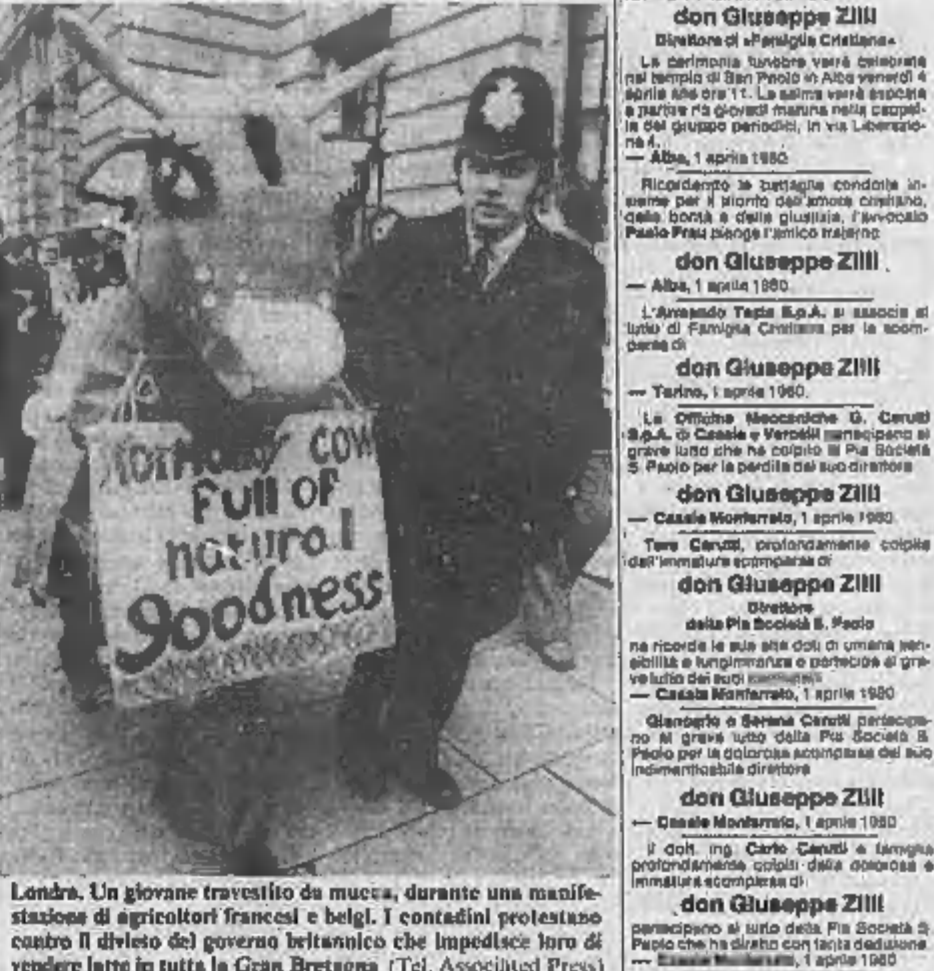 Normandy cow
Full of
natural
goodness
Londra. Un giovane travestito da mucca, durante una manife-
stazione di agricoltori francesi e belgi. I contadini protestano
contro il divieto del governo britannico che impedisce loro di
vendere latte in tutta la Gran Bretagna (Tel. Associated Press)
don Giuseppe Zilli
Direttore di «Famiglia Cristiana»
La cerimonia funebre verrà celebrata
nel tempio di San Paolo in Alba venerdì 4
aprile alle ore 11. La salma verrà esposta
a partire da giovedì mattina nella cappel-
la del gruppo periodici, in via Liberazio-
ne 4.
— Alba, 1 aprile 1980
Ricordando le battaglie condotte in-
sieme per il trionfo dell'amore cristiano,
della bontà e della giustizia, l'avvocato
Paolo Frau piange l'amico fraterno
don Giuseppe Zilli
— Alba, 1 aprile 1980
L'Armando Testa S.p.A. si associa al
lutto di Famiglia Cristiana per la scom-
parsa di
don Giuseppe Zilli
— Torino, 1 aprile 1980.
Le Officine Meccaniche G. Cerutti
S.p.A. di Casale e Vercelli partecipano al
grave lutto che ha colpito la Pia Società
S. Paolo per la perdita del suo direttore
don Giuseppe Zilli
— Casale Monferrato, 1 aprile 1980
Cerutti, profondamente colpita
dall'immatura scomparsa di
don Giuseppe Zilli
Direttore
della Pia Società S. Paolo
ne ricorda le sue alte doti di umana sen-
sibilità e lungimiranza e partecipa al gra-
ve lutto dei suoi
— Casale Monferrato, 1 aprile 1980
Giancarlo e Serena Cerutti partecipa-
no al grave lutto della Pia Società S.
Paolo per la dolorosa scomparsa del suo
indimenticabile direttore
don Giuseppe Zilli
— Casale Monferrato, 1 aprile 1980
Il dott. ing. Carlo Cerutti e famiglia
profondamente colpiti dalla dolorosa e
immatura scomparsa di
don Giuseppe Zilli
partecipano al lutto della Pia Società S.
Paolo che ha diretto con tanta dedizione
— 1 aprile 1980